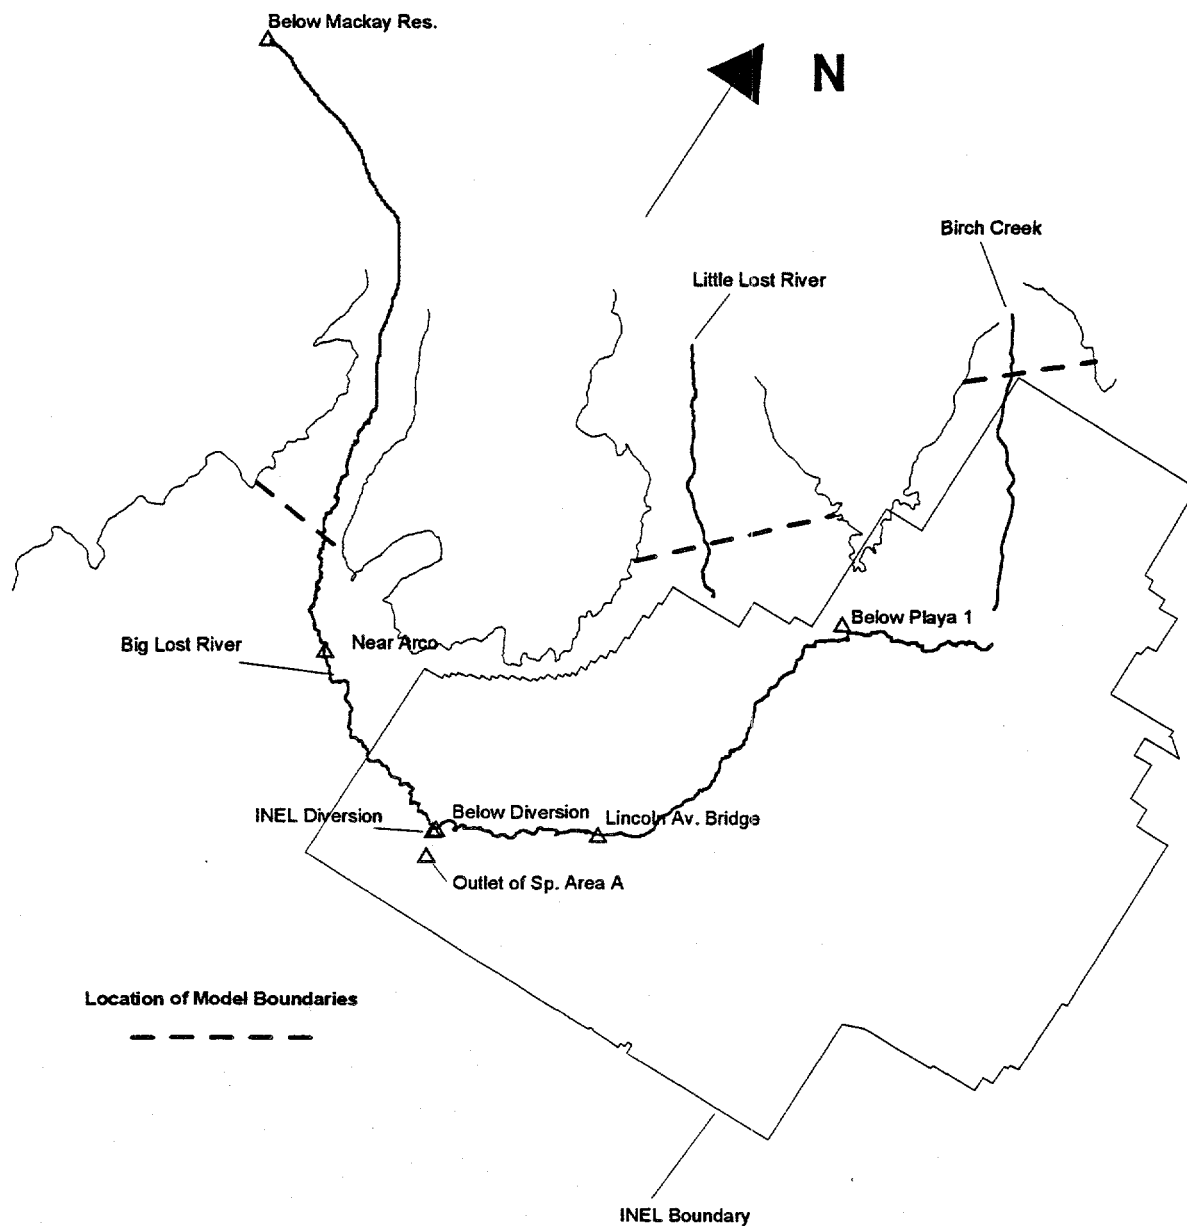 Below Mackay Res.
N
Birch Creek
Little Lost River
Below Playa 1
Big Lost River
Near Arco
INEL Diversion
Below Diversion
Lincoln Av. Bridge
Outlet of Sp. Area A
Location of Model Boundaries
INEL Boundary